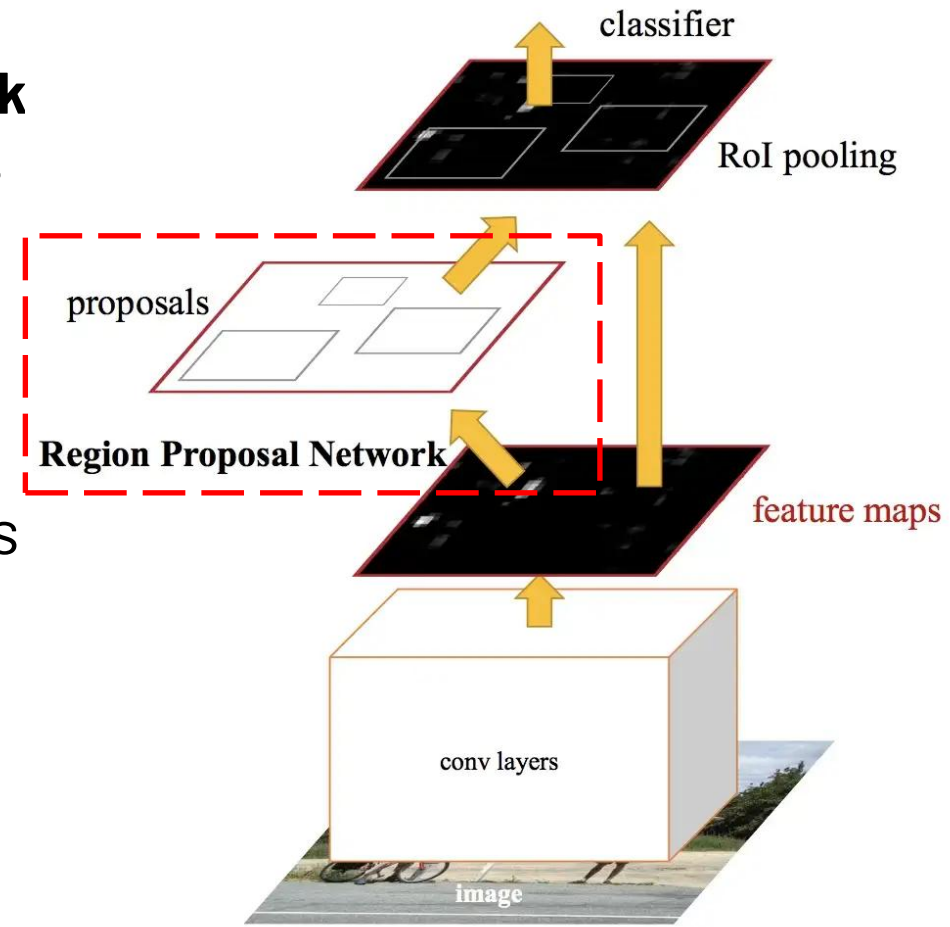 classifier
k
RoI pooling
proposals
Region Proposal Network
feature maps
s
conv layers
image